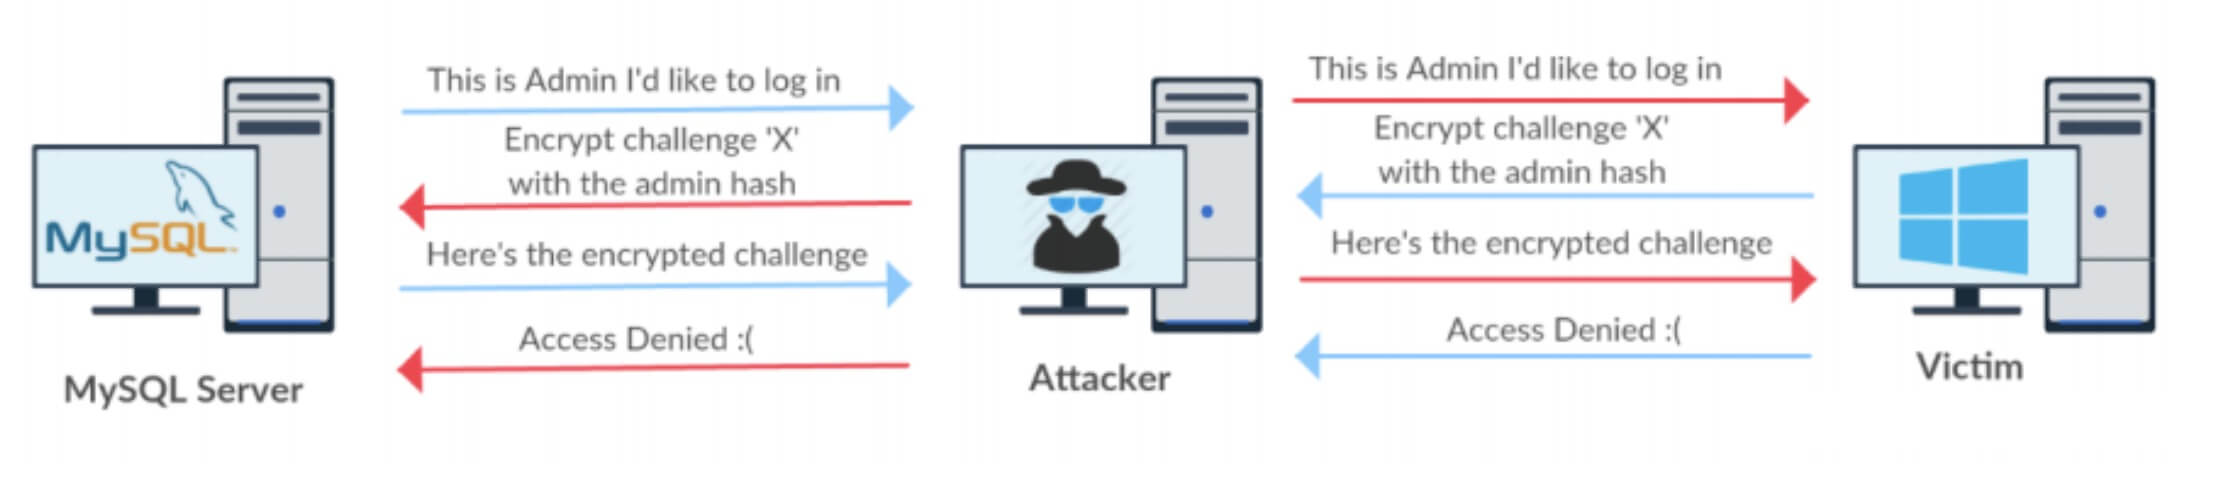 This is Admin I'd like to log in
Encrypt challenge 'X'
with the admin hash
Here's the encrypted challenge
Access Denied :(
MySQL
MySQL Server
Attacker
This is Admin I'd like to log in
Encrypt challenge 'X'
with the admin hash
Here's the encrypted challenge
Access Denied :(
Victim